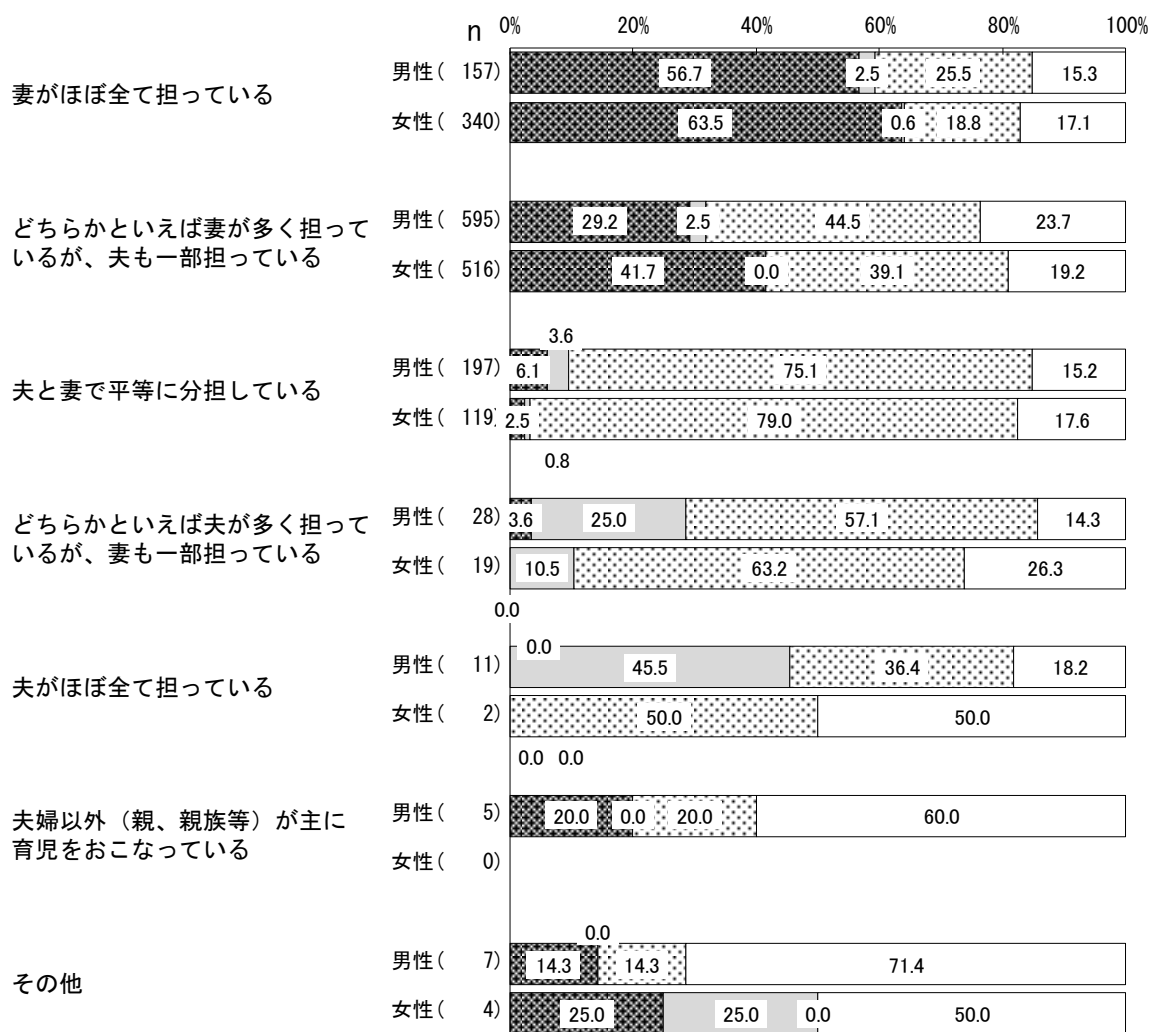 n 0% 20% 40% 60% 80% 100%
妻がほぼ全て担っている
男性( 157) 56.7 2.5 25.5 15.3
女性( 340) 63.5 0.6 18.8 17.1
どちらかといえば妻が多く担って
いるが、夫も一部担っている
男性( 595) 29.2 2.5 44.5 23.7
女性( 516) 41.7 0.0 39.1 19.2
夫と妻で平等に分担している
3.6
男性( 197) 6.1 75.1 15.2
女性( 119) 2.5 79.0 17.6
0.8
どちらかといえば夫が多く担って
いるが、妻も一部担っている
男性( 28) 3.6 25.0 57.1 14.3
女性( 19) 10.5 63.2 26.3
0.0
夫がほぼ全て担っている
0.0
男性( 11) 45.5 36.4 18.2
女性( 2) 50.0 50.0
0.0 0.0
夫婦以外（親、親族等）が主に
育児をおこなっている
男性( 5) 20.0 0.0 20.0 60.0
女性( 0)
その他
0.0
男性( 7) 14.3 14.3 71.4
女性( 4) 25.0 25.0 0.0 50.0